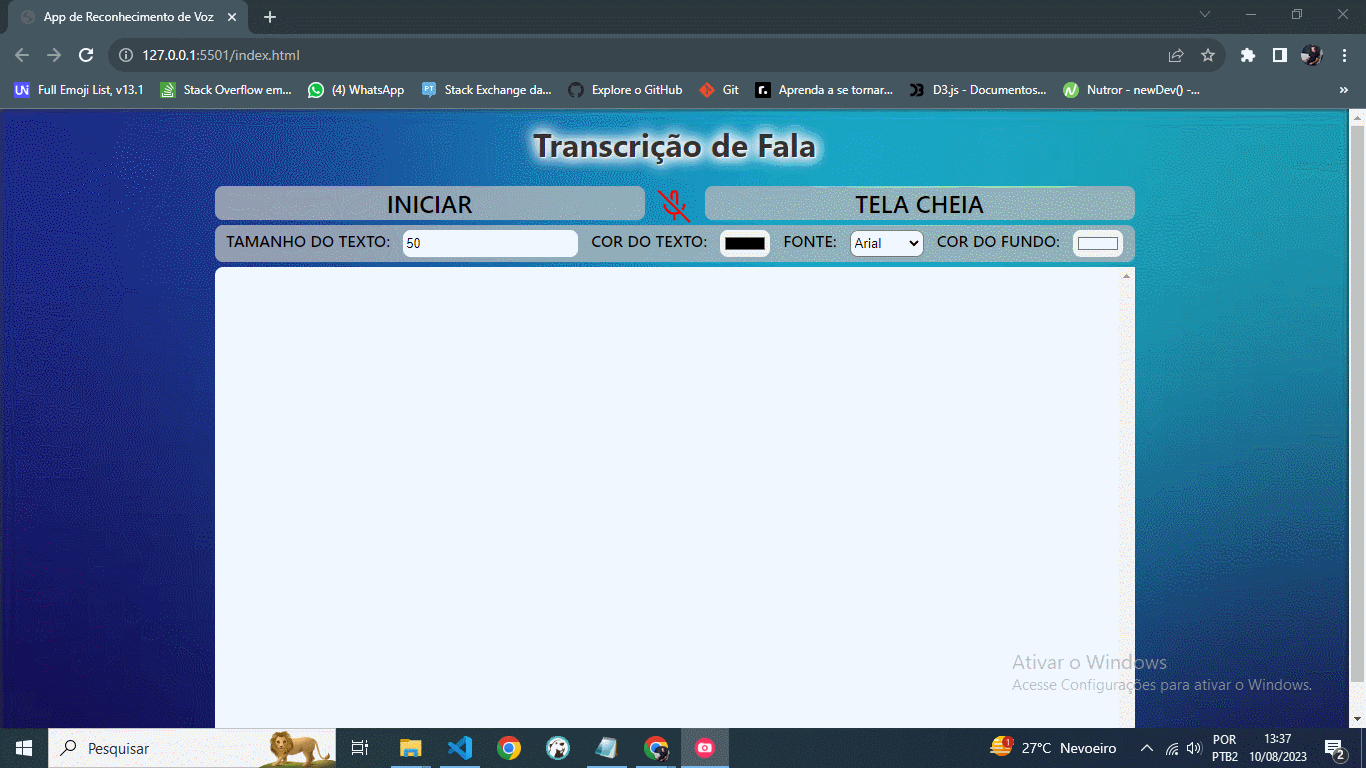 App de Reconhecimento de Voz
127.0.0.1:5501/index.html
UN Full Emoji List, v13.1 Stack Overflow em... (4) WhatsApp PT Stack Exchange da... Explore o GitHub Git r. Aprenda a se tornar... D3.js - Documentos... N Nutror - newDev() -... »
Transcrição de Fala
INICIAR TELA CHEIA
TAMANHO DO TEXTO: 50 COR DO TEXTO: FONTE: Arial COR DO FUNDO:
Ativar o Windows
Acesse Configurações para ativar o Windows.
Pesquisar 1 27°C Nevoeiro POR 13:37
PTB2 10/08/2023 2